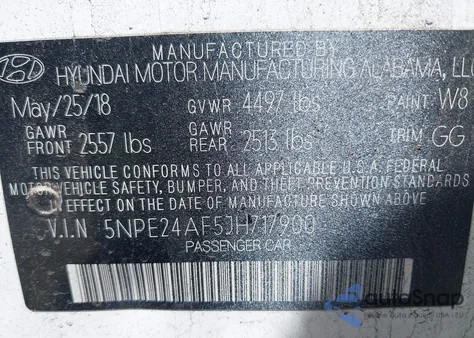 MANUFACTURED BY
HYUNDAI MOTOR MANUFACTURING ALABAMA, LLC
May/25/18 GVWR 4497 lbs PAINT: W8
GAWR FRONT 2557 lbs GAWR REAR 2513 lbs TRIM: GG
THIS VEHICLE CONFORMS TO ALL APPLICABLE U.S. FEDERAL
MOTOR VEHICLE SAFETY, BUMPER, AND THEFT PREVENTION STANDARDS
IN EFFECT ON THE DATE OF MANUFACTURE SHOWN ABOVE.
V.I.N 5NPE24AF5JH717900
PASSENGER CAR
autoSnap